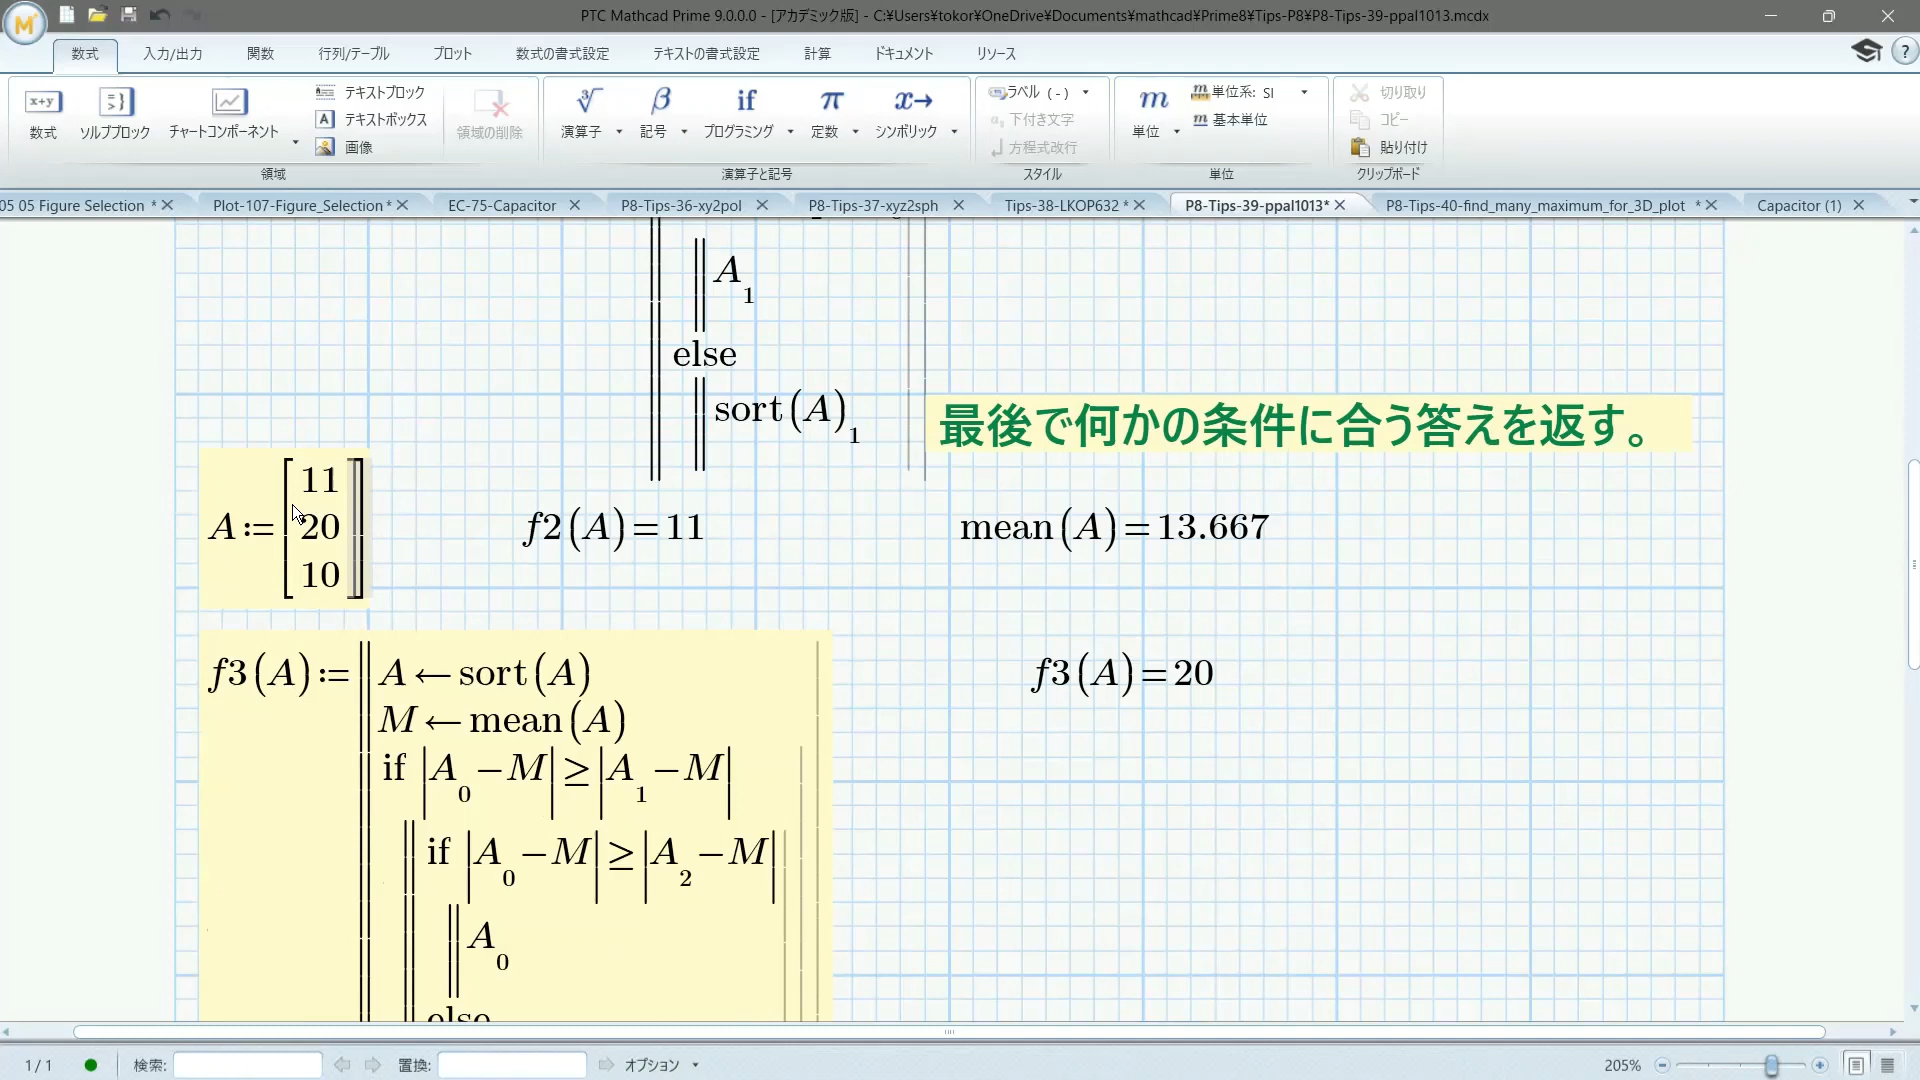 PTC Mathcad Prime 9.0.0.0 - [アカデミック版] - C:¥Users¥tokor¥OneDrive¥Documents¥mathcad¥Prime8¥Tips-P8¥P8-Tips-39-ppal1013.mcdx
数式 入力/出力 関数 行列/テーブル プロット 数式の書式設定 テキストの書式設定 計算 ドキュメント リソース
数式 ソルブブロック チャートコンポーネント テキストブロック テキストボックス 画像 領域の削除 演算子 記号 プログラミング 定数 シンボリック ラベル (-) 下付き文字 方程式改行 単位 単位系: SI 基本単位 切り取り コピー 貼り付け
領域 演算子と記号 スタイル 単位 クリップボード
05 05 Figure Selection * Plot-107-Figure_Selection* EC-75-Capacitor P8-Tips-36-xy2pol P8-Tips-37-xyz2sph Tips-38-LKOP632 * P8-Tips-39-ppal1013* P8-Tips-40-find_many_maximum_for_3D_plot * Capacitor (1)
A₁
else
sort(A)₁
最後で何かの条件に合う答えを返す。
A:=[11 20 10] f2(A)=11 mean(A)=13.667
f3(A):= A←sort(A) f3(A)=20
M←mean(A)
if |A₀−M|≥|A₁−M|
if |A₀−M|≥|A₂−M|
A₀
else
1 / 1 検索: 置換: オプション 205%